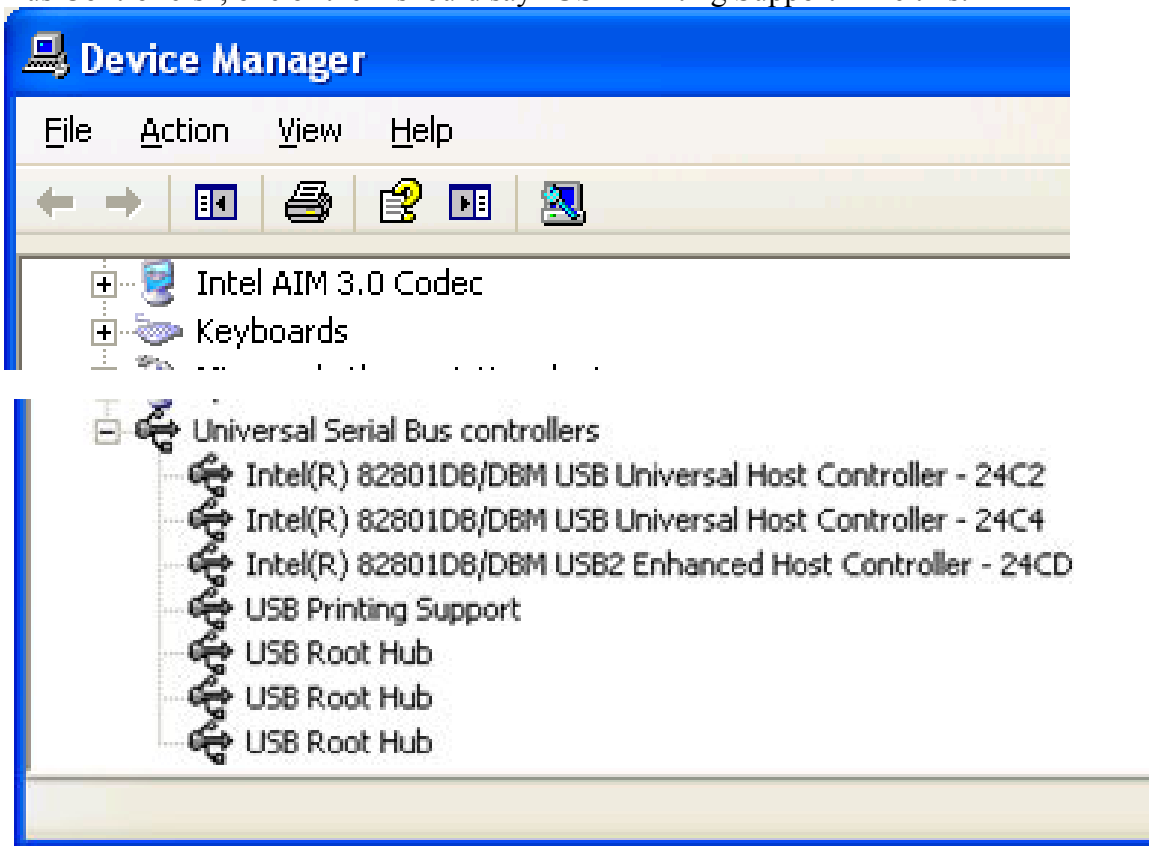 Device Manager
File Action View Help
Intel AIM 3.0 Codec
Keyboards
Universal Serial Bus controllers
Intel(R) 82801DB/DBM USB Universal Host Controller - 24C2
Intel(R) 82801DB/DBM USB Universal Host Controller - 24C4
Intel(R) 82801DB/DBM USB2 Enhanced Host Controller - 24CD
USB Printing Support
USB Root Hub
USB Root Hub
USB Root Hub